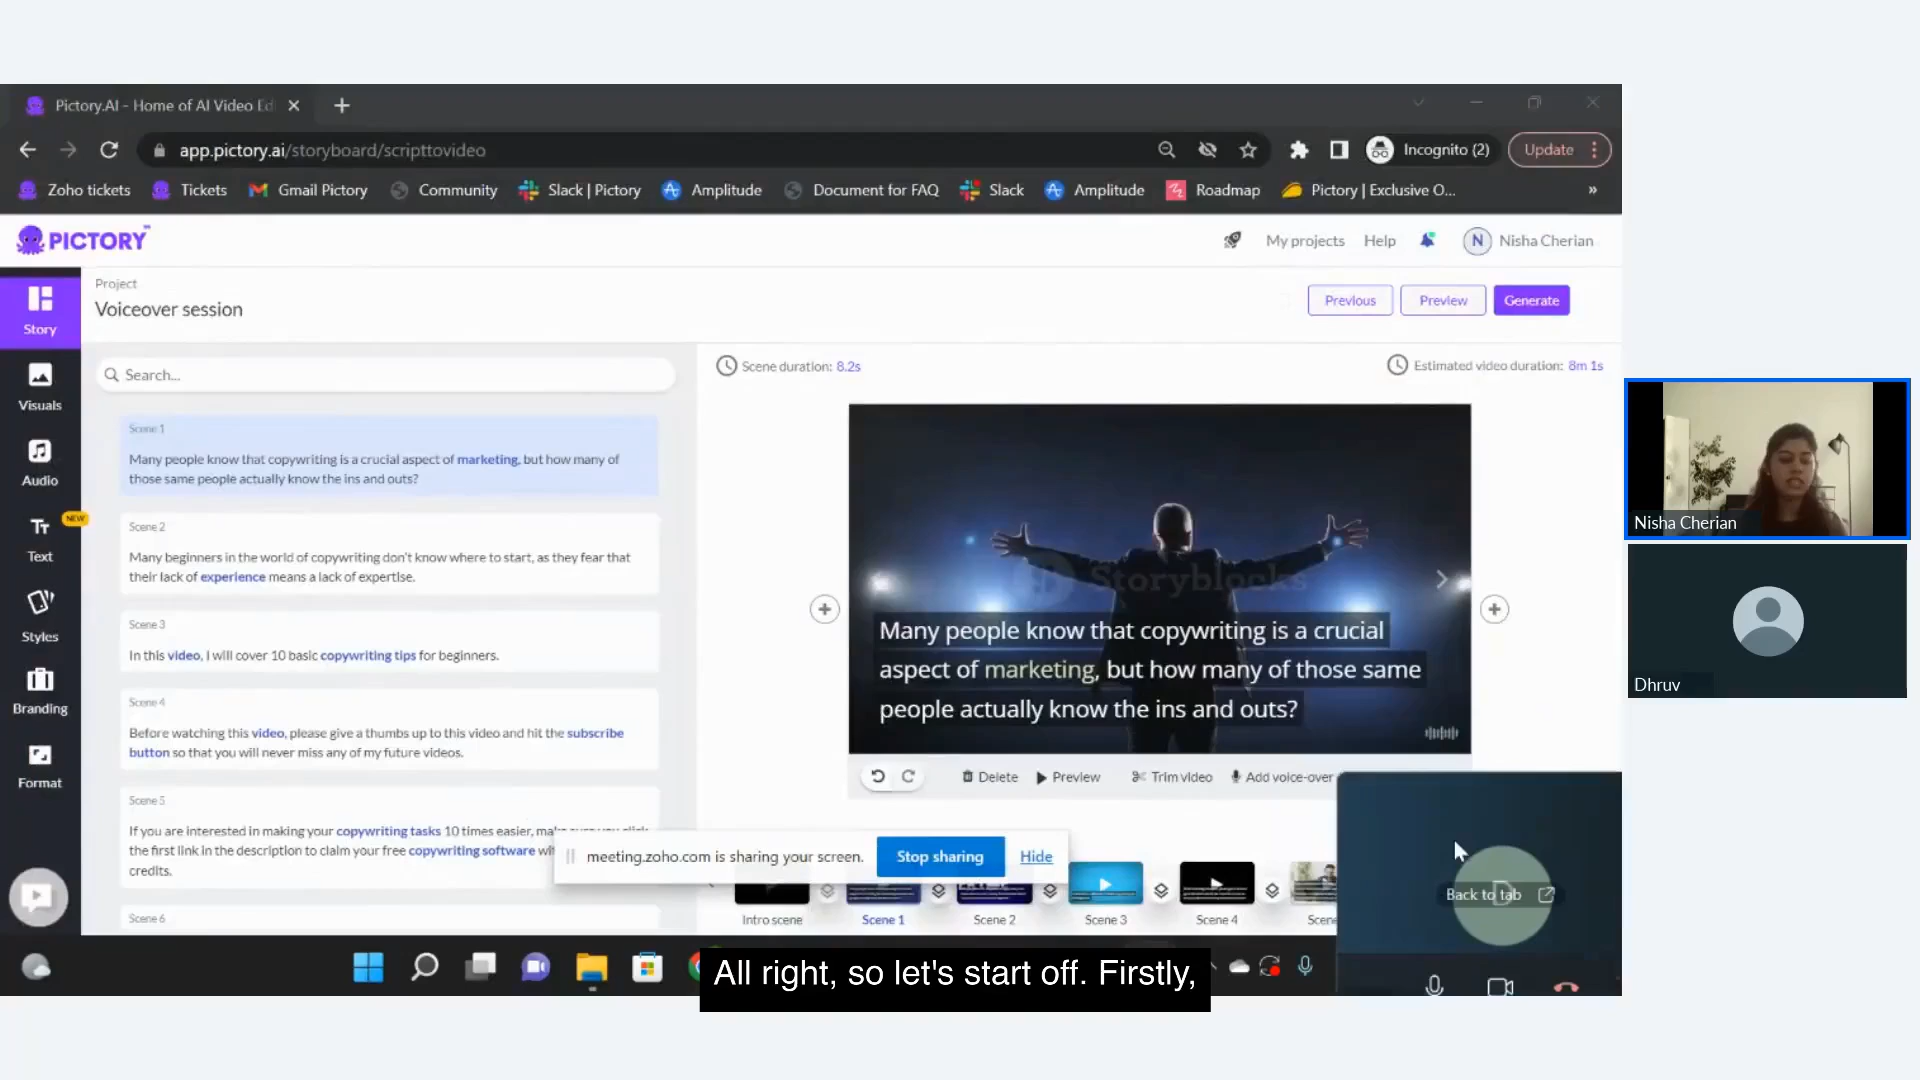 Pictory.AI - Home of AI Video Ed
app.pictory.ai/storyboard/scripttovideo
Incognito (2)
Update
Zoho tickets
Tickets
Gmail Pictory
Community
Slack | Pictory
Amplitude
Document for FAQ
Slack
Amplitude
Roadmap
Pictory | Exclusive O...
»
PICTORY
My projects
Help
N
Nisha Cherian
Project
Voiceover session
Previous
Preview
Generate
Story
Visuals
Audio
NEW
Text
Styles
Branding
Format
Search...
Scene 1
Many people know that copywriting is a crucial aspect of marketing, but how many of
those same people actually know the ins and outs?
Scene 2
Many beginners in the world of copywriting don't know where to start, as they fear that
their lack of experience means a lack of expertise.
Scene 3
In this video, I will cover 10 basic copywriting tips for beginners.
Scene 4
Before watching this video, please give a thumbs up to this video and hit the subscribe
button so that you will never miss any of my future videos.
Scene 5
If you are interested in making your copywriting tasks 10 times easier, make sure you click
the first link in the description to claim your free copywriting software
credits.
Scene 6
Scene duration: 8.2s
Estimated video duration: 8m 1s
Storyblocks
Many people know that copywriting is a crucial
aspect of marketing, but how many of those same
people actually know the ins and outs?
Delete
Preview
Trim video
Add voice-over
meeting.zoho.com is sharing your screen.
Stop sharing
Hide
Intro scene
Scene 1
Scene 2
Scene 3
Scene 4
Back to tab
All right, so let's start off. Firstly,
Nisha Cherian
Dhruv